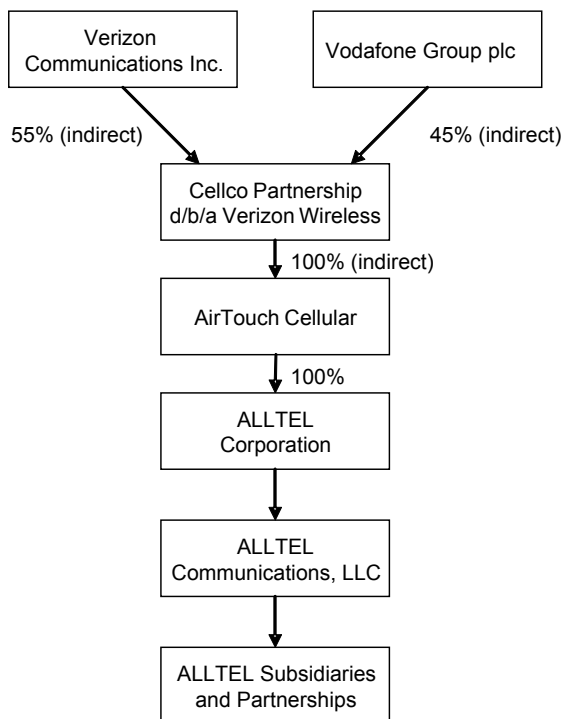 Verizon
Communications Inc.
Vodafone Group plc
55% (indirect)
45% (indirect)
Cellco Partnership
d/b/a Verizon Wireless
100% (indirect)
AirTouch Cellular
100%
ALLTEL
Corporation
ALLTEL
Communications, LLC
ALLTEL Subsidiaries
and Partnerships